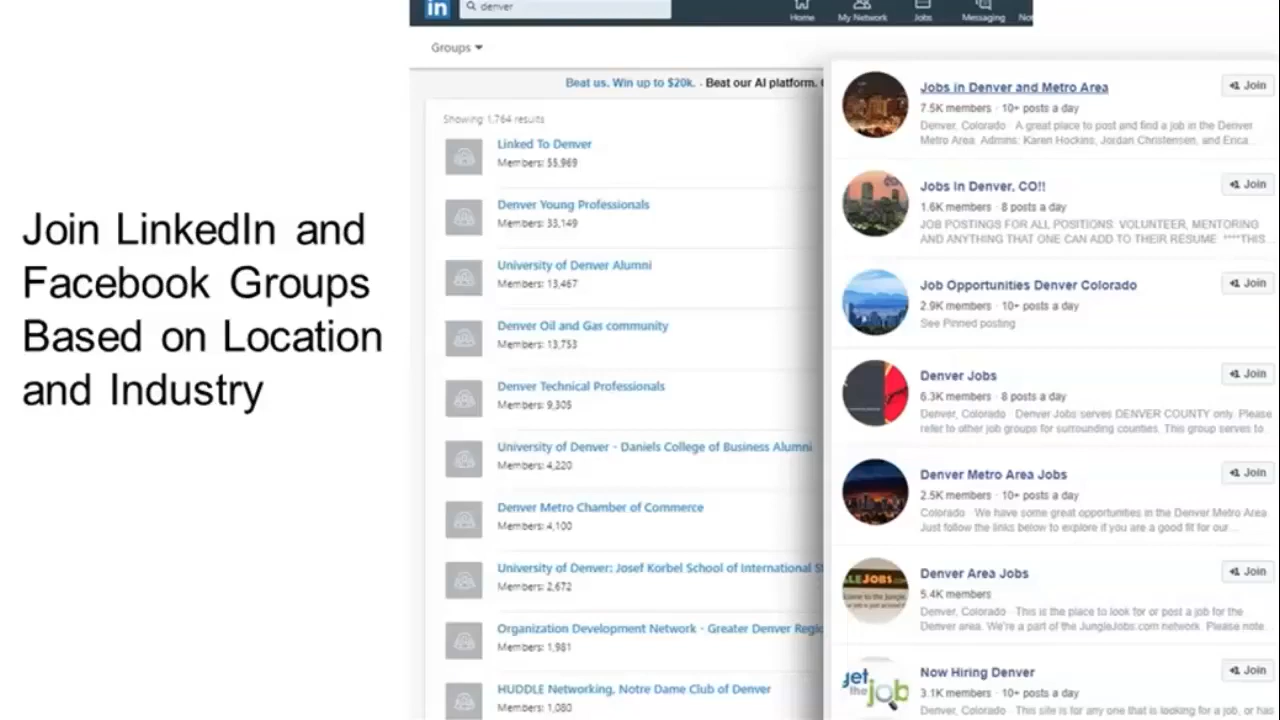 Join LinkedIn and
Facebook Groups
Based on Location
and Industry
in
denver
Home
My Network
Jobs
Messaging
Groups
Beat us. Win up to $20k. - Beat our AI platform.
Showing 1,764 results
Linked To Denver
Members: 55,969
Denver Young Professionals
Members: 33,149
University of Denver Alumni
Members: 13,467
Denver Oil and Gas community
Members: 13,753
Denver Technical Professionals
Members: 9,305
University of Denver - Daniels College of Business Alumni
Members: 4,220
Denver Metro Chamber of Commerce
Members: 4,100
University of Denver: Josef Korbel School of International
Members: 2,672
Organization Development Network - Greater Denver
Members: 1,981
HUDDLE Networking, Notre Dame Club of Denver
Members: 1,080
Jobs in Denver and Metro Area
Join
7.5K members · 10+ posts a day
Denver, Colorado · A great place to post and find a job in the Denver
Metro Area. Admins: Karen Hockins, Jordan Christensen, and Erica...
Jobs In Denver, CO!!
Join
1.6K members · 8 posts a day
JOB POSTINGS FOR ALL POSITIONS: VOLUNTEER, MENTORING
AND ANYTHING THAT ONE CAN ADD TO THEIR RESUME. ****THIS
Job Opportunities Denver Colorado
Join
2.9K members · 10+ posts a day
See Pinned posting
Denver Jobs
Join
6.3K members · 8 posts a day
Denver, Colorado · Denver Jobs serves DENVER COUNTY only. Please
refer to other job groups for surrounding counties. This group serves to
Denver Metro Area Jobs
Join
2.5K members · 10+ posts a day
Colorado · We have some great opportunities in the Denver Metro Area.
Just follow the links below to explore if you are a good fit for our...
LEJOBS
Denver Area Jobs
Join
5.4K members
Denver, Colorado · This is the place to look for or post a job for the
Denver area. We're a part of the JungleJobs.com network. Please note
get
the job
Now Hiring Denver
Join
3.1K members · 10+ posts a day
Denver, Colorado · This site is for any one that is looking for a job, or has